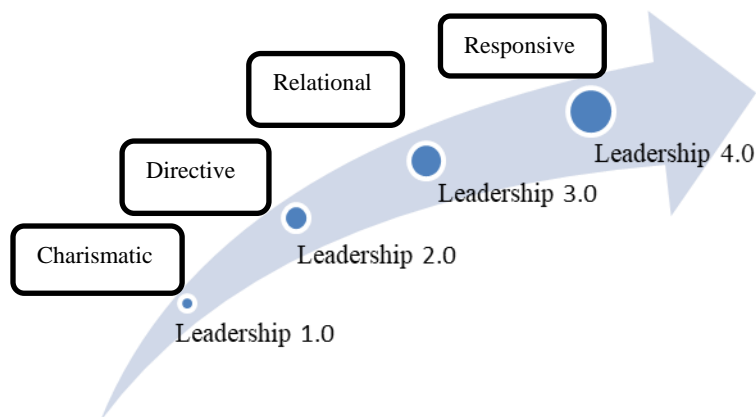 Responsive
Relational
Leadership 4.0
Directive
Leadership 3.0
Charismatic
Leadership 2.0
Leadership 1.0